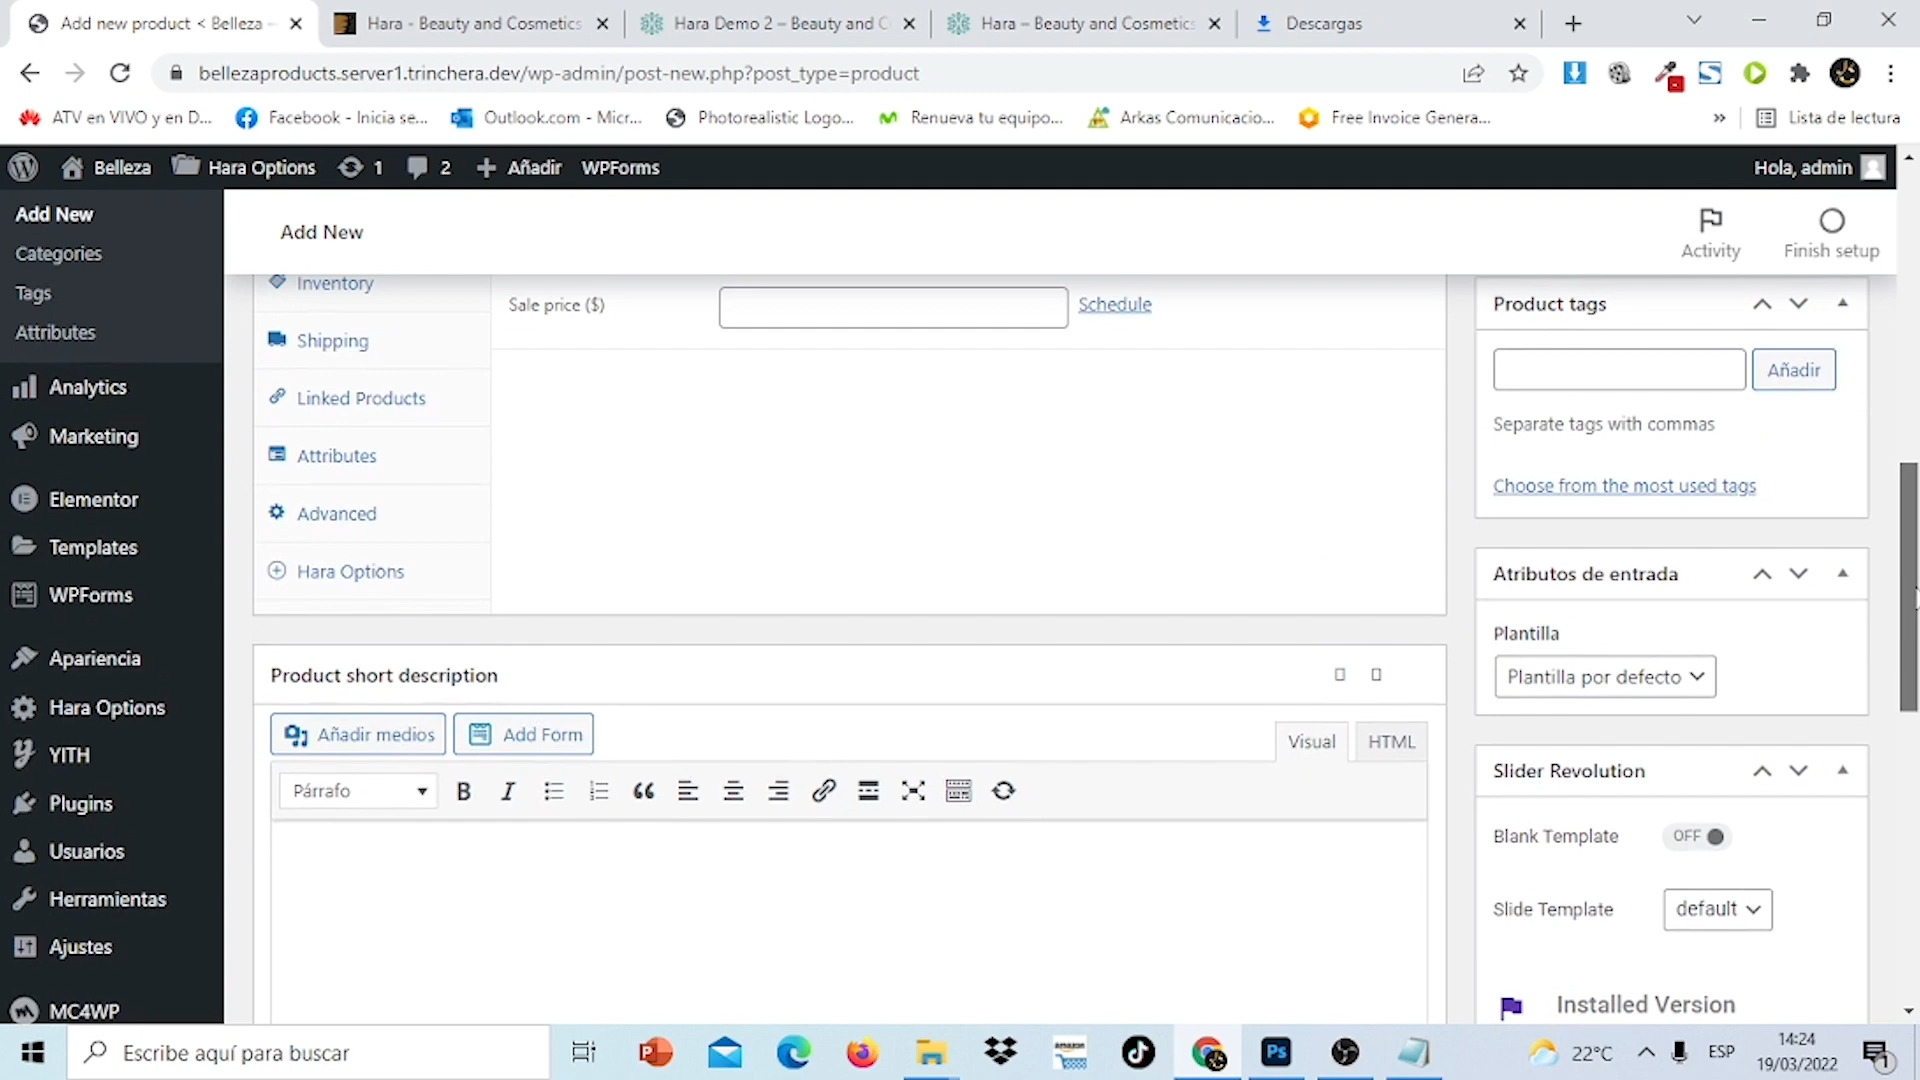 Add new product < Belleza –
Hara - Beauty and Cosmetics
Hara Demo 2 – Beauty and C
Hara – Beauty and Cosmetics
Descargas
bellezaproducts.server1.trinchera.dev/wp-admin/post-new.php?post_type=product
ATV en VIVO y en D...
Facebook - Inicia se...
Outlook.com - Micr...
Photorealistic Logo...
Renueva tu equipo...
Arkas Comunicacio...
Free Invoice Genera...
»
Lista de lectura
Belleza
Hara Options
1
2
Añadir
WPForms
Hola, admin
Add New
Categories
Tags
Attributes
Analytics
Marketing
Elementor
Templates
WPForms
Apariencia
Hara Options
YITH
Plugins
Usuarios
Herramientas
Ajustes
MC4WP
Add New
Activity
Finish setup
Inventory
Shipping
Linked Products
Attributes
Advanced
Hara Options
Sale price ($)
Schedule
Product short description
Añadir medios
Add Form
Visual
HTML
Párrafo
B I
Product tags
Añadir
Separate tags with commas
Choose from the most used tags
Atributos de entrada
Plantilla
Plantilla por defecto
Slider Revolution
Blank Template
OFF
Slide Template
default
Installed Version
Escribe aquí para buscar
amazon
Ps
22°C
ESP
14:24
19/03/2022
1